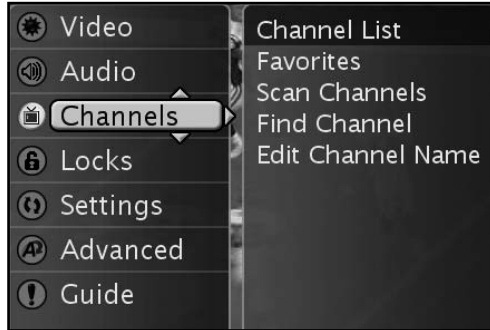 Video
Audio
Channels
Locks
Settings
Advanced
Guide
Channel List
Favorites
Scan Channels
Find Channel
Edit Channel Name